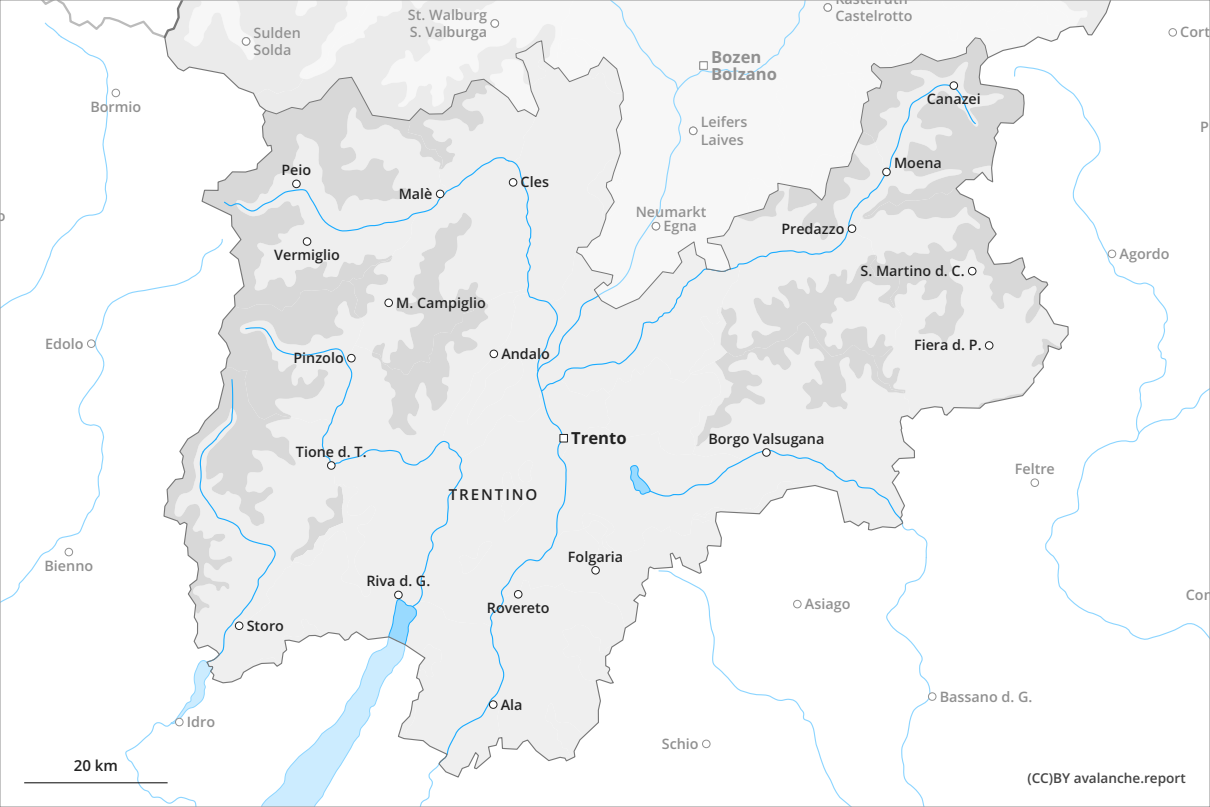 Kastelruth
Castelrotto
St. Walburg
S. Valburga
Sulden
Solda
Cort
Bozen
Bolzano
Bormio
Canazei
Leifers
Laives
P
Moena
Peio
Malè
Cles
Neumarkt
Egna
Predazzo
Vermiglio
Agordo
S. Martino d. C.
M. Campiglio
Edolo
Andalo
Fiera d. P.
Pinzolo
Trento
Borgo Valsugana
Tione d. T.
Feltre
TRENTINO
Bienno
Folgaria
Riva d. G.
Cor
Rovereto
Asiago
Storo
Bassano d. G.
Ala
Idro
Schio
20 km
(CC)BY avalanche.report